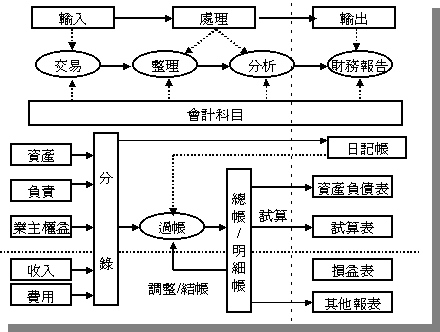 輸入
處理
輸出
交易
整理
分析
財務報告
會計科目
資產
負責
業主權益
收入
費用
分錄
過帳
調整/結帳
總帳/明細帳
試算
日記帳
資產負債表
試算表
損益表
其他報表